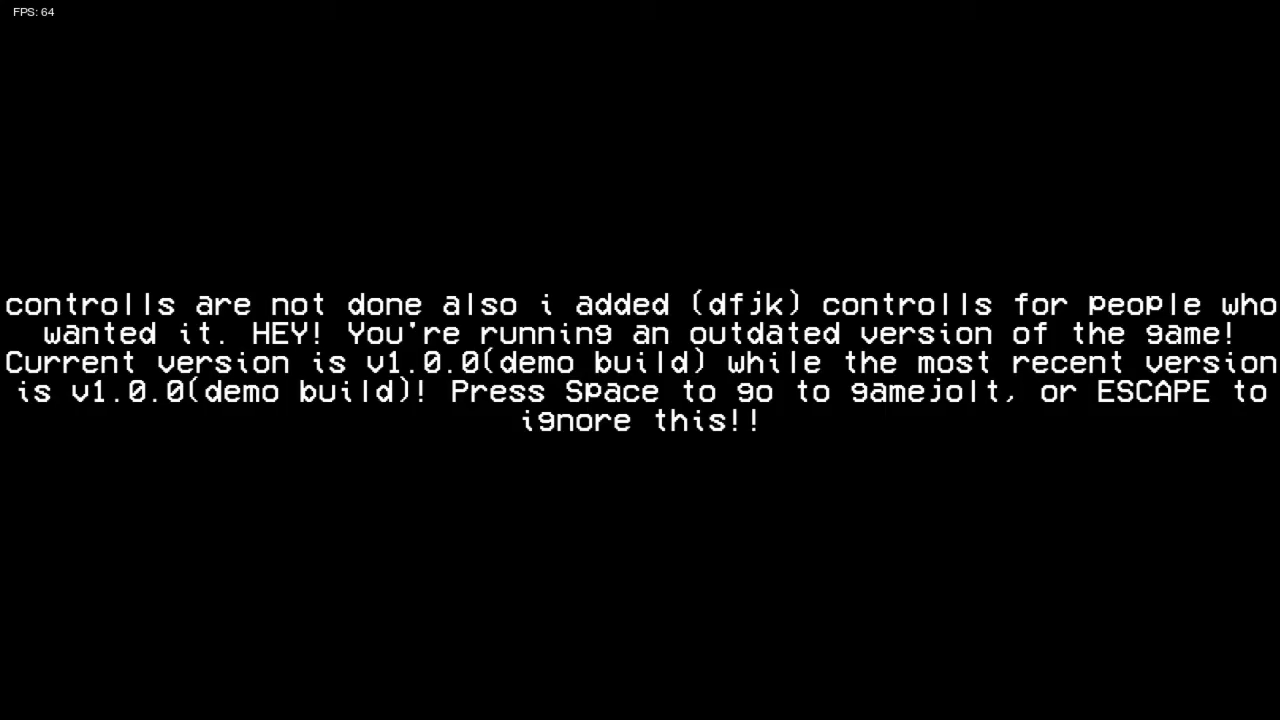 FPS: 64
controlls are not done also i added (dfjk) controlls for people who
wanted it. HEY! You're running an outdated version of the game!
Current version is v1.0.0(demo build) while the most recent version
is v1.0.0(demo build)! Press Space to go to gamejolt, or ESCAPE to
ignore this!!